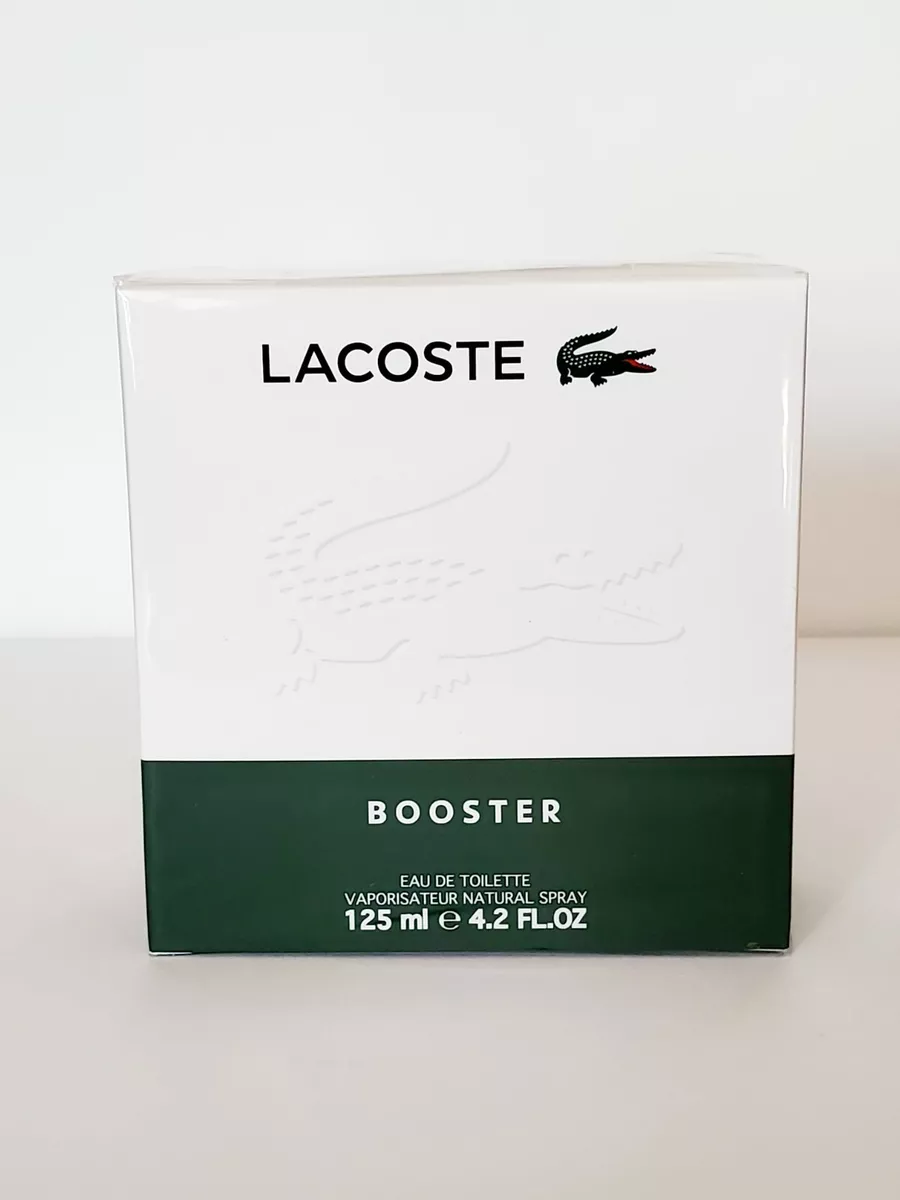 LACOSTE
BOOSTER
EAU DE TOILETTE
VAPORISATEUR NATURAL SPRAY
125 ml ℮ 4.2 FL.OZ